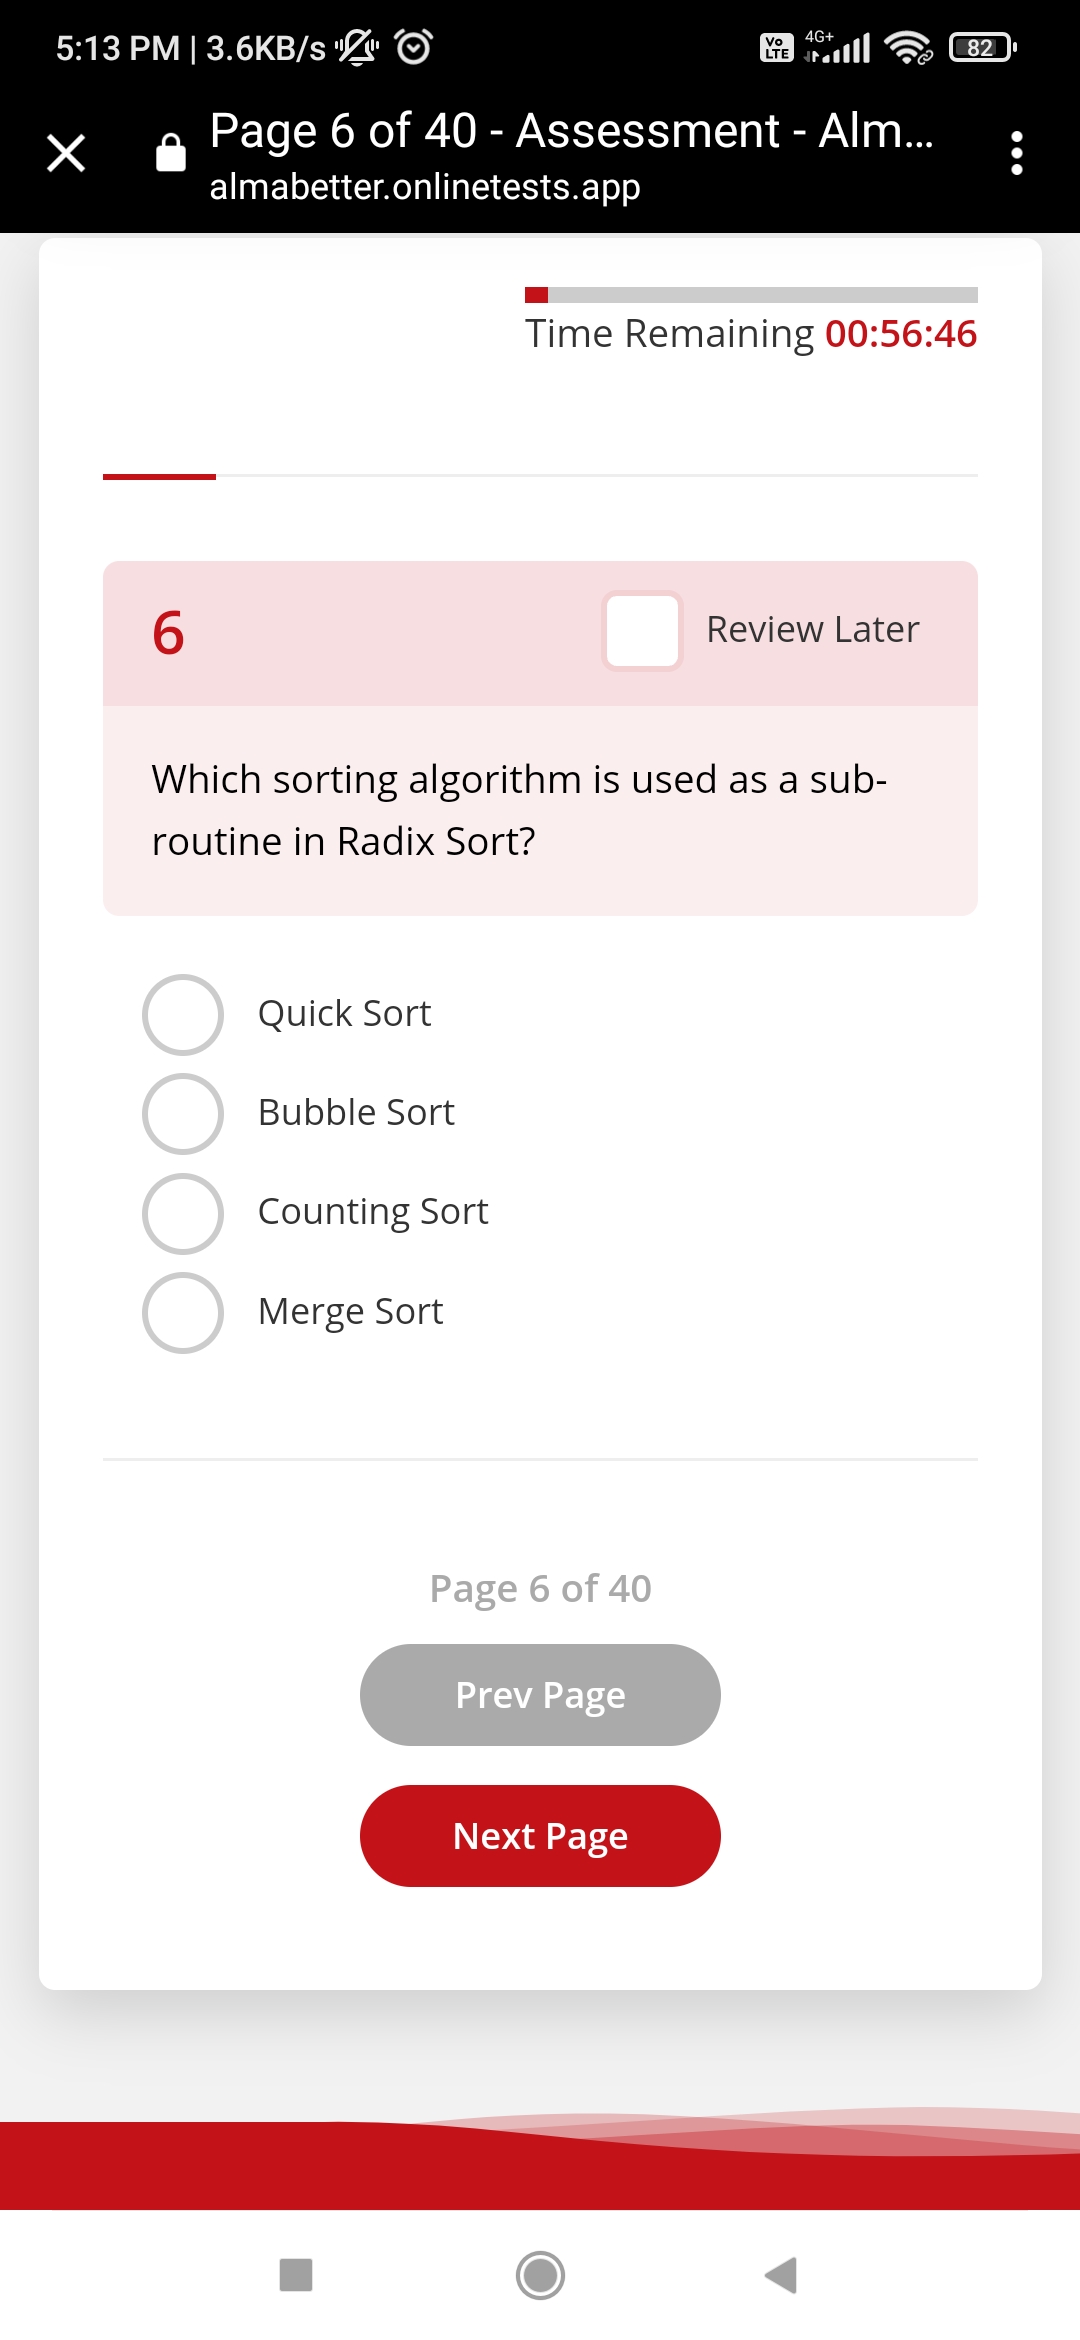 5:13 PM | 3.6KB/s
Vo LTE 4G+ 82
Page 6 of 40 - Assessment - Alm...
almabetter.onlinetests.app
Time Remaining 00:56:46
6
Review Later
Which sorting algorithm is used as a sub-
routine in Radix Sort?
Quick Sort
Bubble Sort
Counting Sort
Merge Sort
Page 6 of 40
Prev Page
Next Page